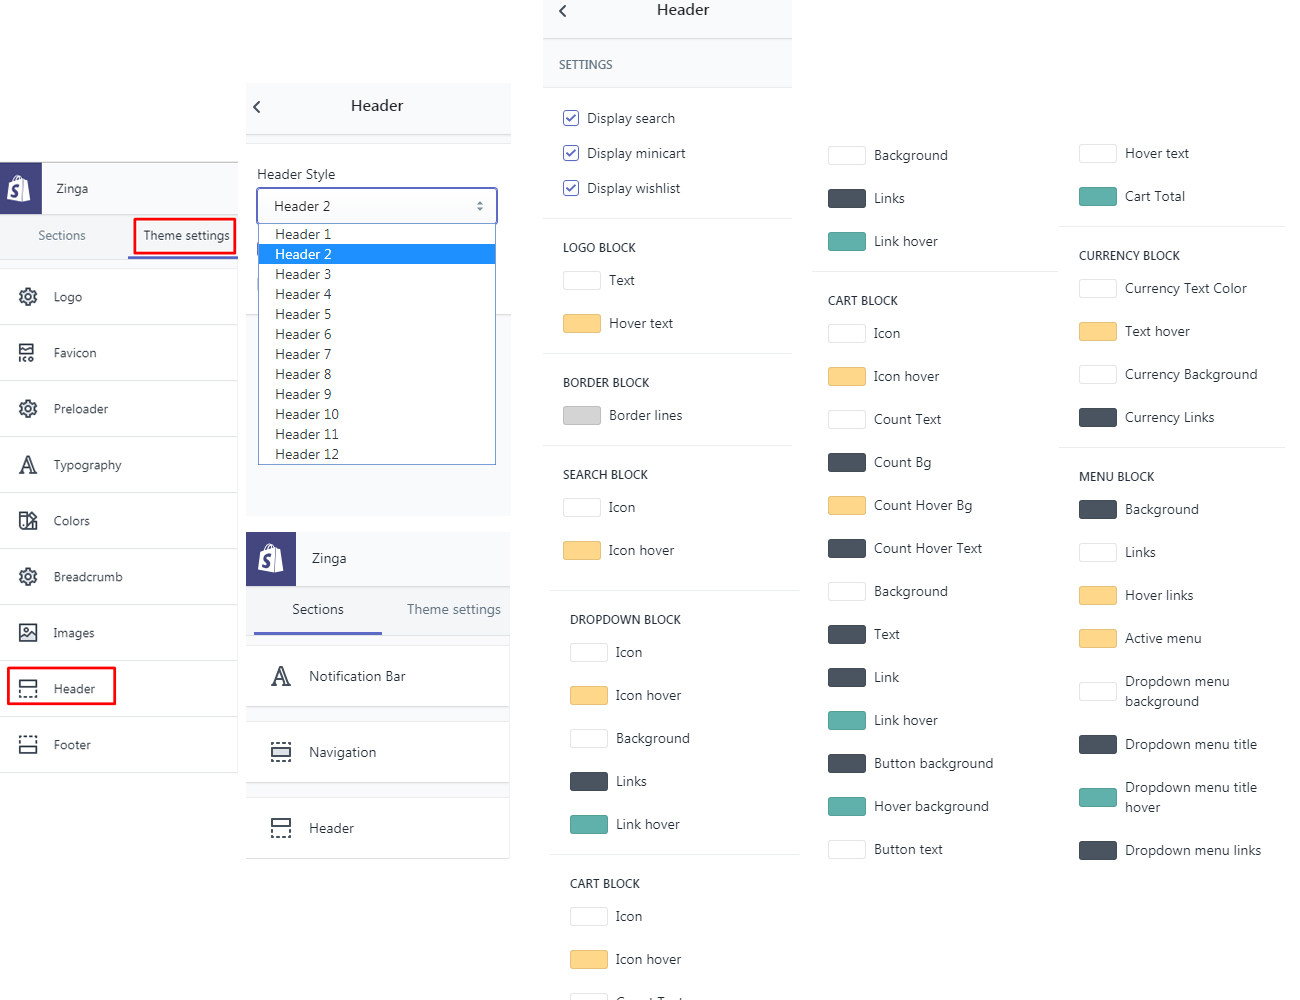 Zinga
Sections
Theme settings
Logo
Favicon
Preloader
Typography
Colors
Breadcrumb
Images
Header
Footer
Header
Header Style
Header 2
Header 1
Header 2
Header 3
Header 4
Header 5
Header 6
Header 7
Header 8
Header 9
Header 10
Header 11
Header 12
Zinga
Sections
Theme settings
Notification Bar
Navigation
Header
Header
SETTINGS
Display search
Display minicart
Display wishlist
LOGO BLOCK
Text
Hover text
BORDER BLOCK
Border lines
SEARCH BLOCK
Icon
Icon hover
DROPDOWN BLOCK
Icon
Icon hover
Background
Links
Link hover
CART BLOCK
Icon
Icon hover
Count Text
Background
Links
Link hover
CART BLOCK
Icon
Icon hover
Count Text
Count Bg
Count Hover Bg
Count Hover Text
Background
Text
Link
Link hover
Button background
Hover background
Button text
Hover text
Cart Total
CURRENCY BLOCK
Currency Text Color
Text hover
Currency Background
Currency Links
MENU BLOCK
Background
Links
Hover links
Active menu
Dropdown menu
background
Dropdown menu title
Dropdown menu title
hover
Dropdown menu links